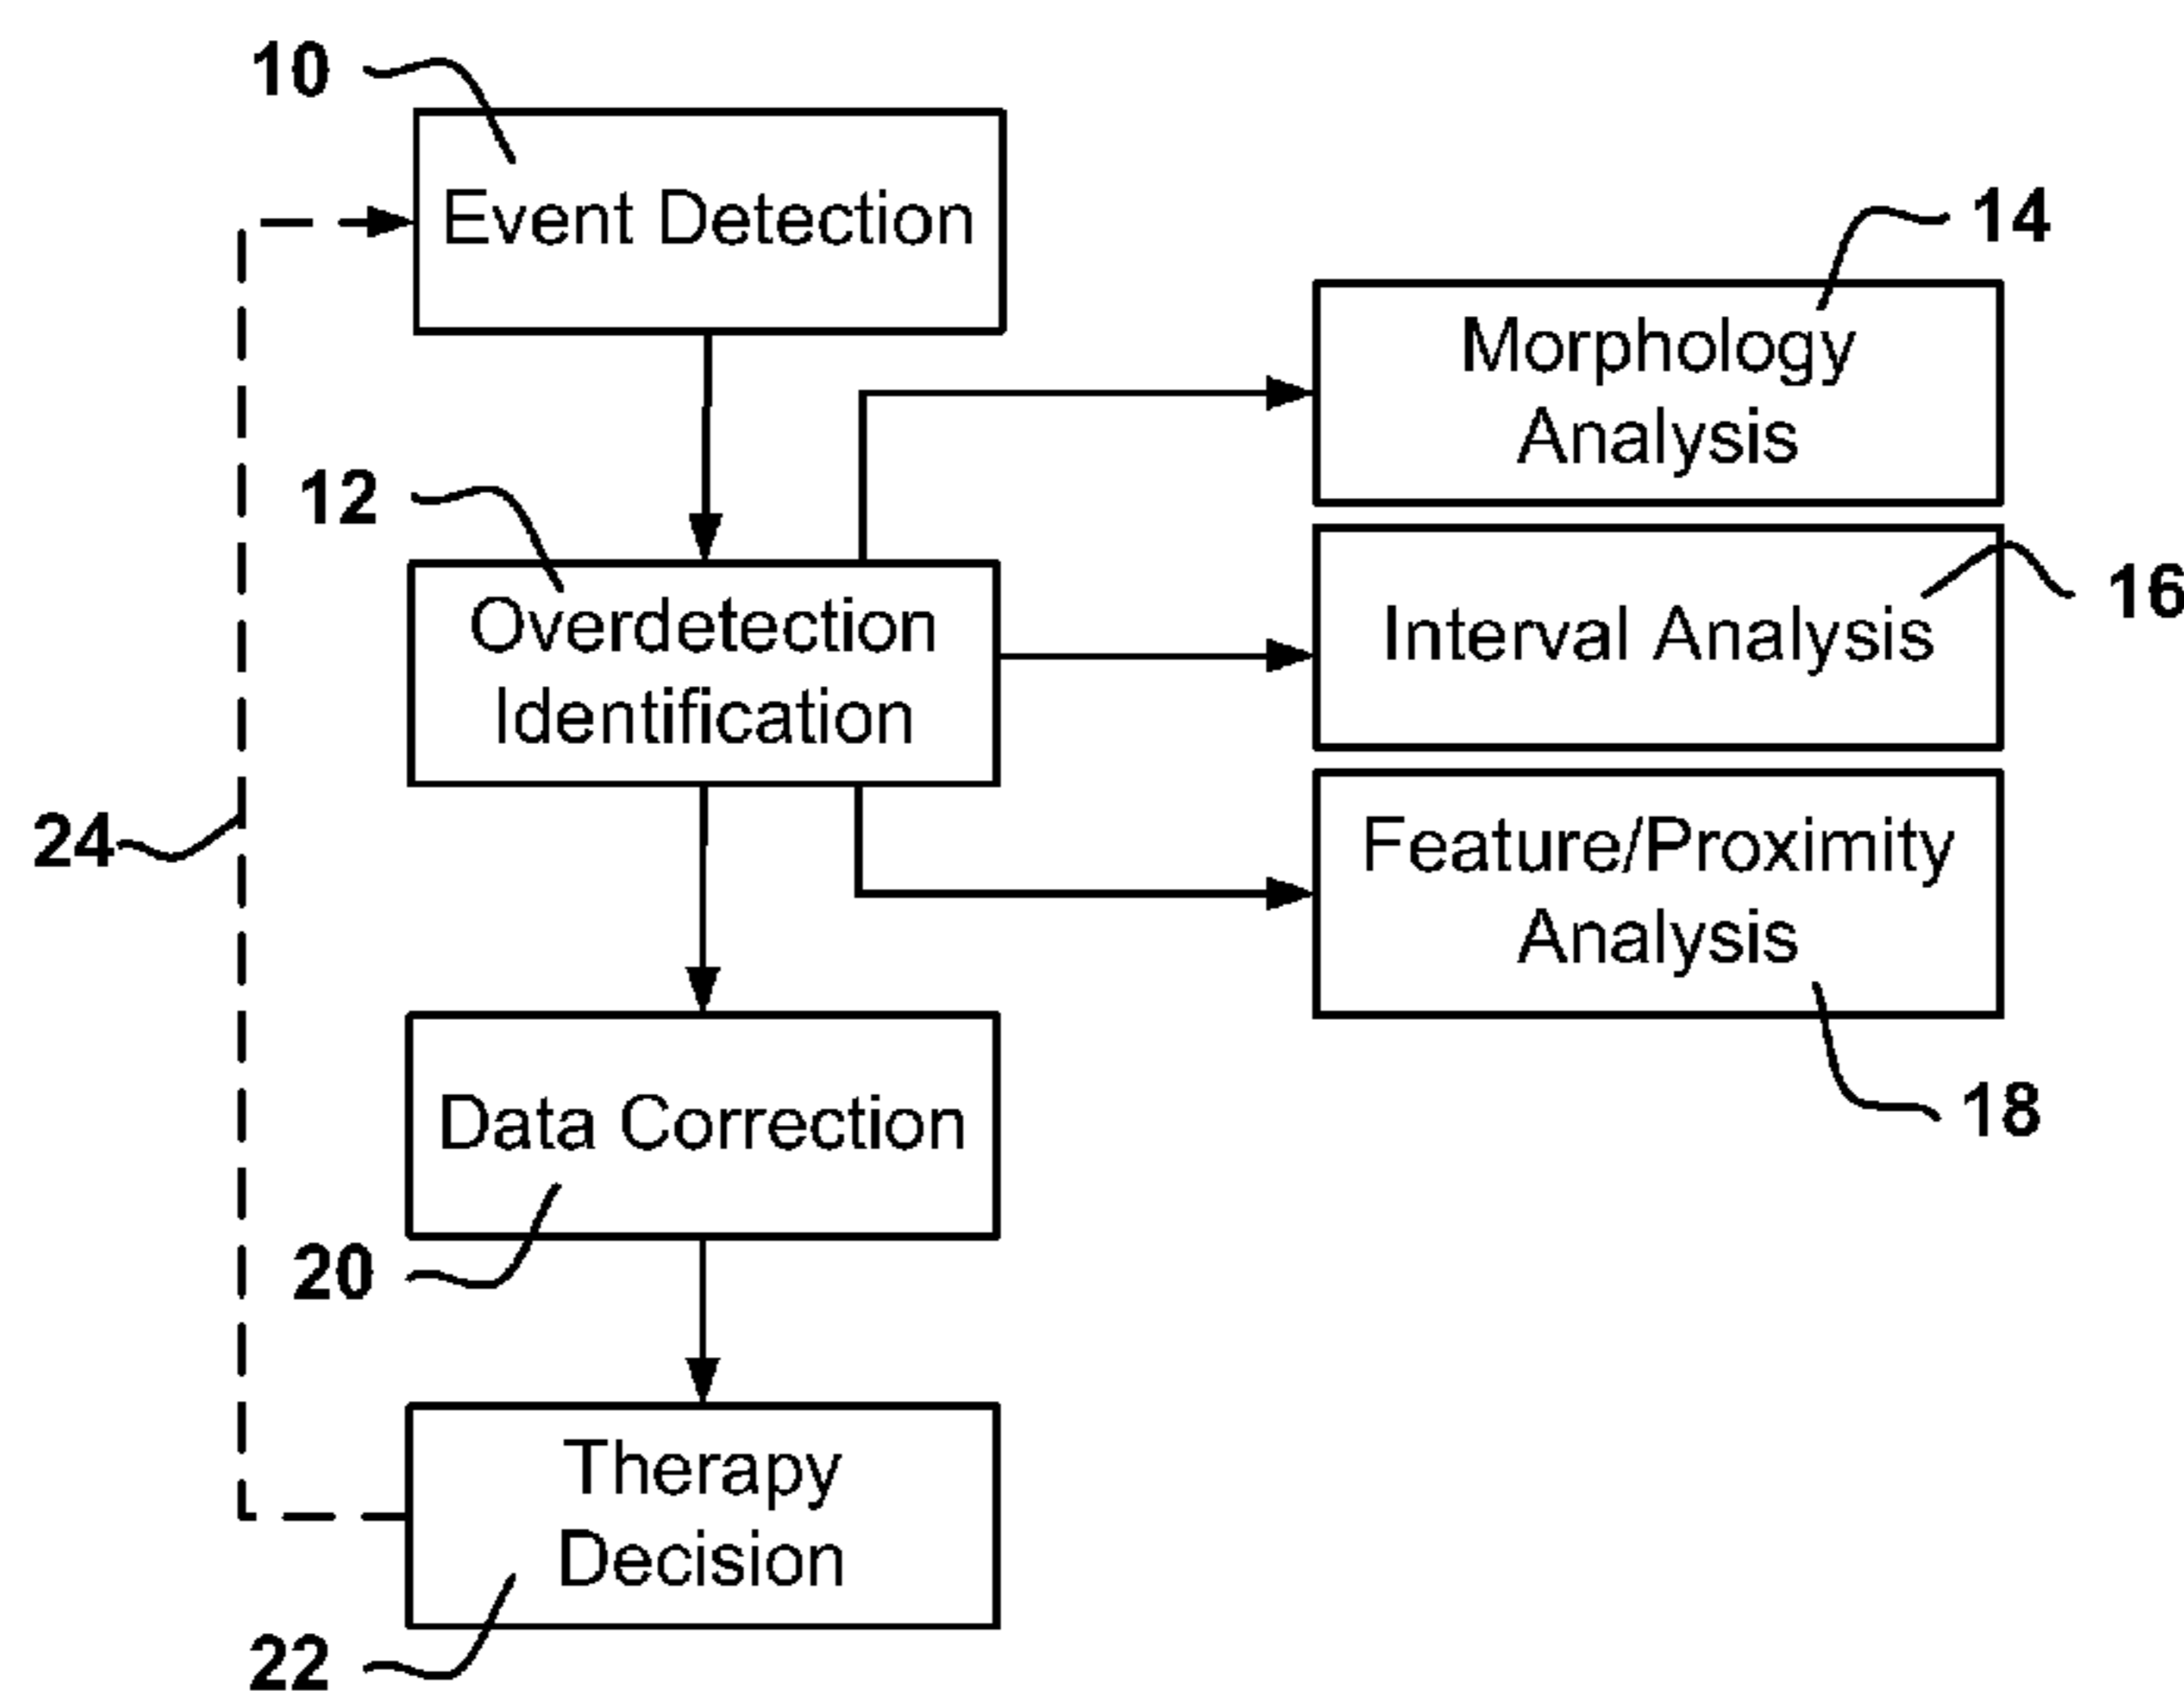 10
Event Detection
14
Morphology
Analysis
12
Overdetection
Identification
16
Interval Analysis
24
Feature/Proximity
Analysis
18
Data Correction
20
Therapy
Decision
22